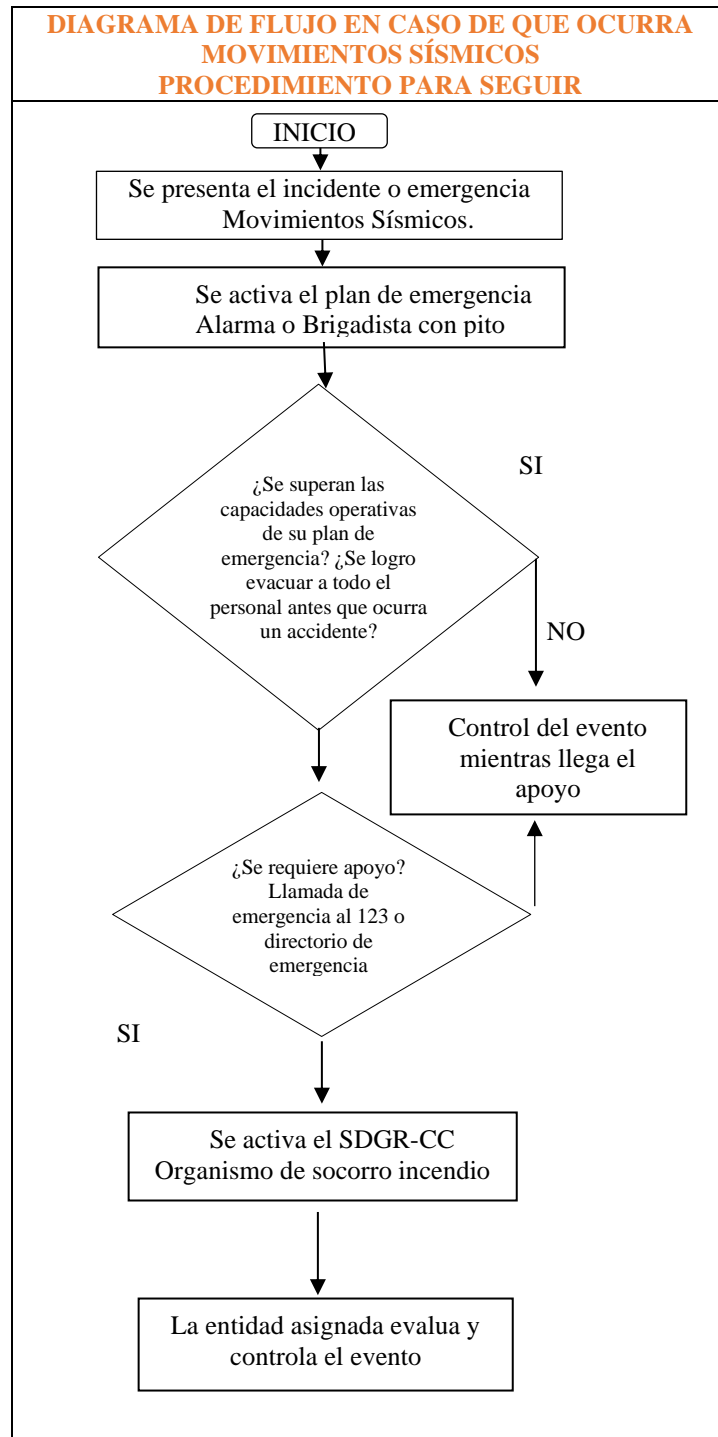 DIAGRAMA DE FLUJO EN CASO DE QUE OCURRA
MOVIMIENTOS SÍSMICOS
PROCEDIMIENTO PARA SEGUIR
INICIO
Se presenta el incidente o emergencia
Movimientos Sísmicos.
Se activa el plan de emergencia
Alarma o Brigadista con pito
SI
¿Se superan las
capacidades operativas
de su plan de
emergencia? ¿Se logro
evacuar a todo el
personal antes que ocurra
un accidente?
NO
Control del evento
mientras llega el
apoyo
¿Se requiere apoyo?
Llamada de
emergencia al 123 o
directorio de
emergencia
SI
Se activa el SDGR-CC
Organismo de socorro incendio
La entidad asignada evalua y
controla el evento